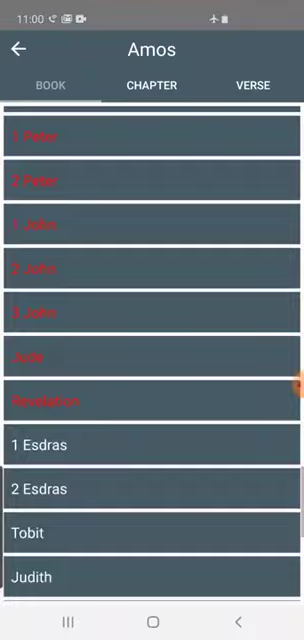 11:00
Amos
BOOK CHAPTER VERSE
1 Peter
2 Peter
1 John
2 John
3 John
Jude
Revelation
1 Esdras
2 Esdras
Tobit
Judith